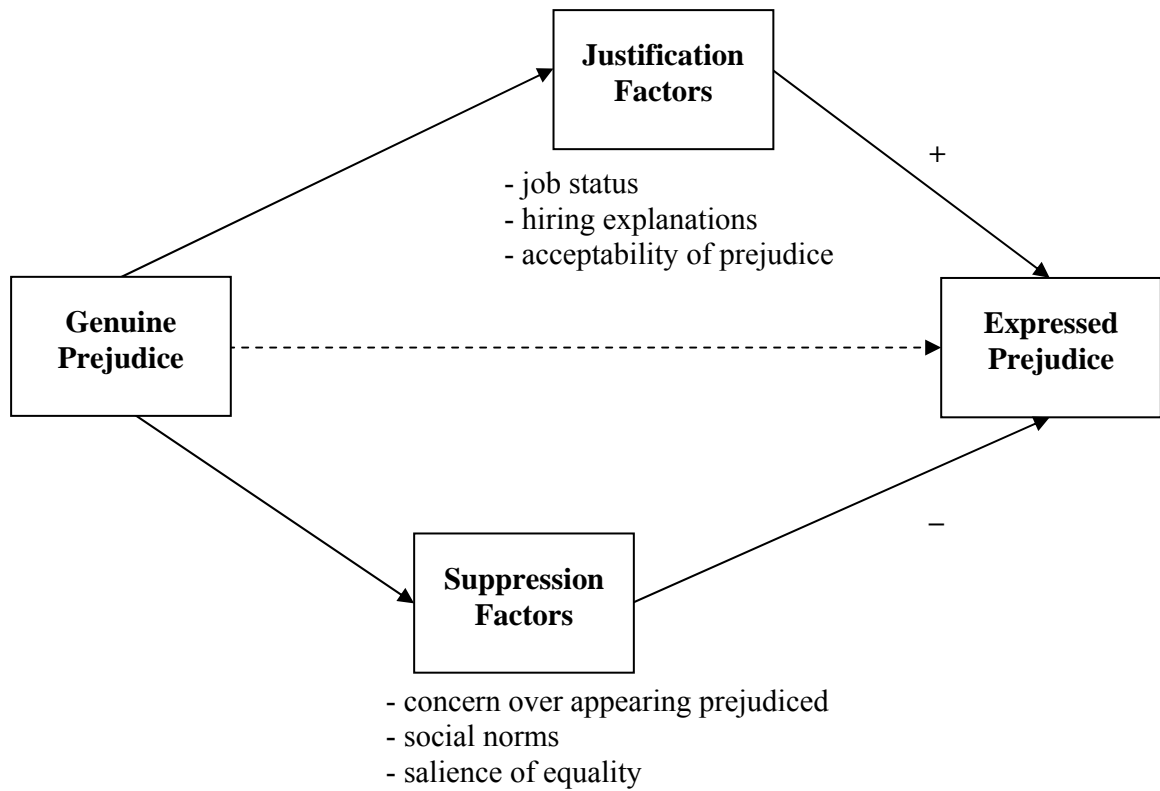 Justification
Factors
+
- job status
- hiring explanations
- acceptability of prejudice
Genuine
Prejudice
Expressed
Prejudice
–
Suppression
Factors
- concern over appearing prejudiced
- social norms
- salience of equality